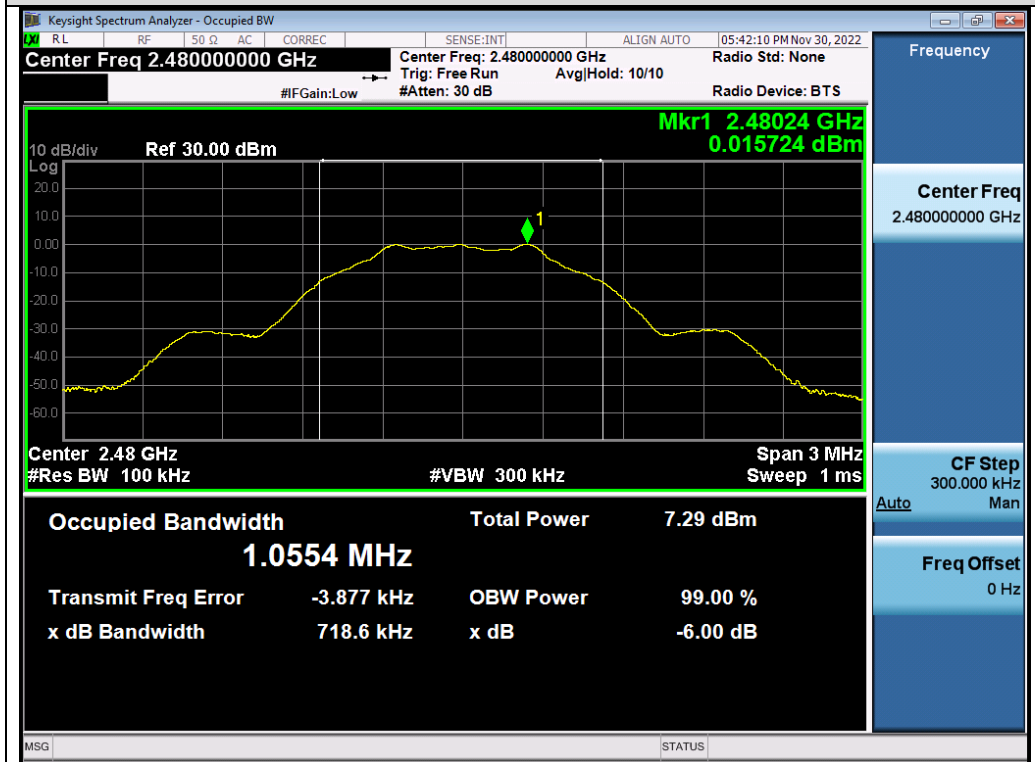 Keysight Spectrum Analyzer - Occupied BW
LXI RL RF 50 Ω AC CORREC SENSE:INT ALIGN AUTO 05:42:10 PM Nov 30, 2022
Center Freq 2.480000000 GHz
Center Freq: 2.480000000 GHz Radio Std: None
Trig: Free Run Avg|Hold: 10/10
#IFGain:Low #Atten: 30 dB Radio Device: BTS
Frequency
Mkr1 2.48024 GHz
10 dB/div Ref 30.00 dBm 0.015724 dBm
Log
20.0
10.0
0.00
-10.0
-20.0
-30.0
-40.0
-50.0
-60.0
1
Center 2.48 GHz Span 3 MHz
#Res BW 100 kHz #VBW 300 kHz Sweep 1 ms
Center Freq
2.480000000 GHz
CF Step
300.000 kHz
Auto Man
Freq Offset
0 Hz
Occupied Bandwidth Total Power 7.29 dBm
1.0554 MHz
Transmit Freq Error -3.877 kHz OBW Power 99.00 %
x dB Bandwidth 718.6 kHz x dB -6.00 dB
MSG STATUS